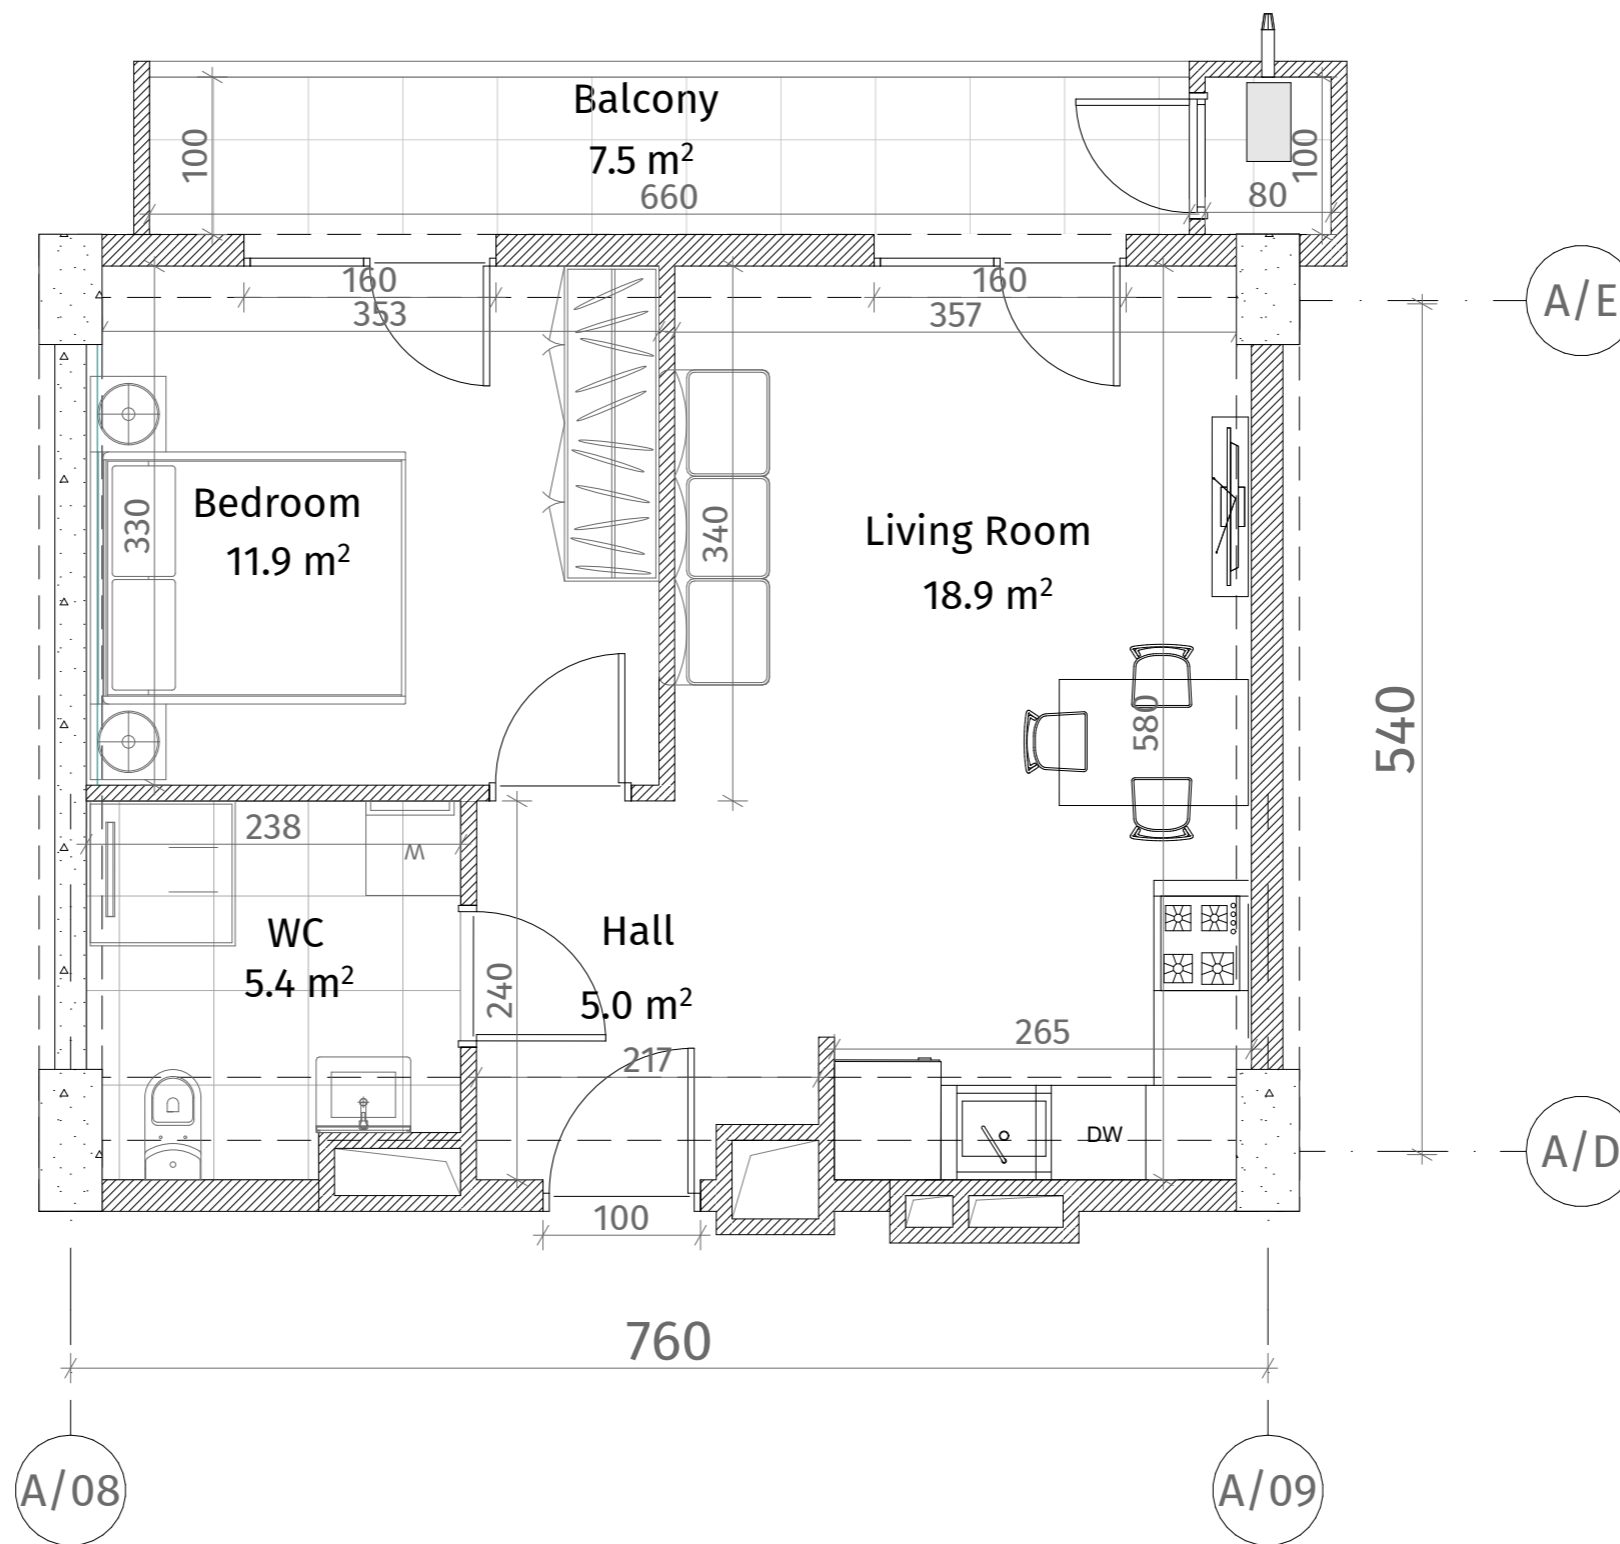 Balcony
7.5 m²
100
660
80
100
160
353
160
357
A/E
Bedroom
11.9 m²
330
340
Living Room
18.9 m²
580
540
238
W
WC
5.4 m²
Hall
5.0 m²
240
217
265
DW
A/D
100
760
A/08
A/09